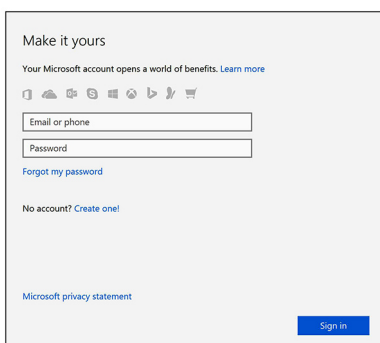 Make it yours
Your Microsoft account opens a world of benefits. Learn more
Email or phone
Password
Forgot my password
No account? Create one!
Microsoft privacy statement
Sign in